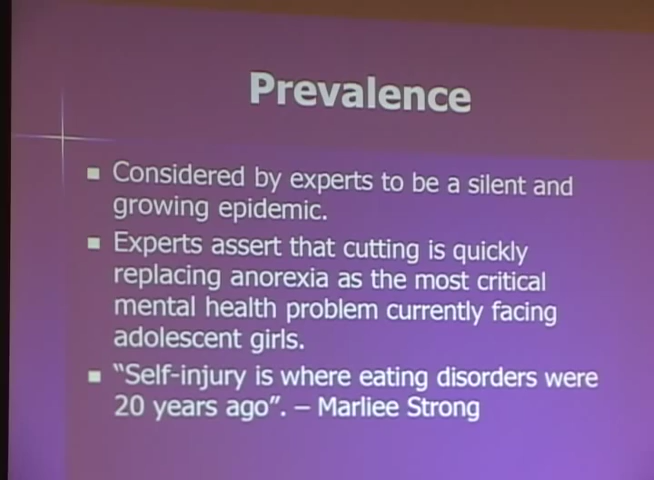 Prevalence
Considered by experts to be a silent and
growing epidemic.
Experts assert that cutting is quickly
replacing anorexia as the most critical
mental health problem currently facing
adolescent girls.
“Self-injury is where eating disorders were
20 years ago”. – Marliee Strong